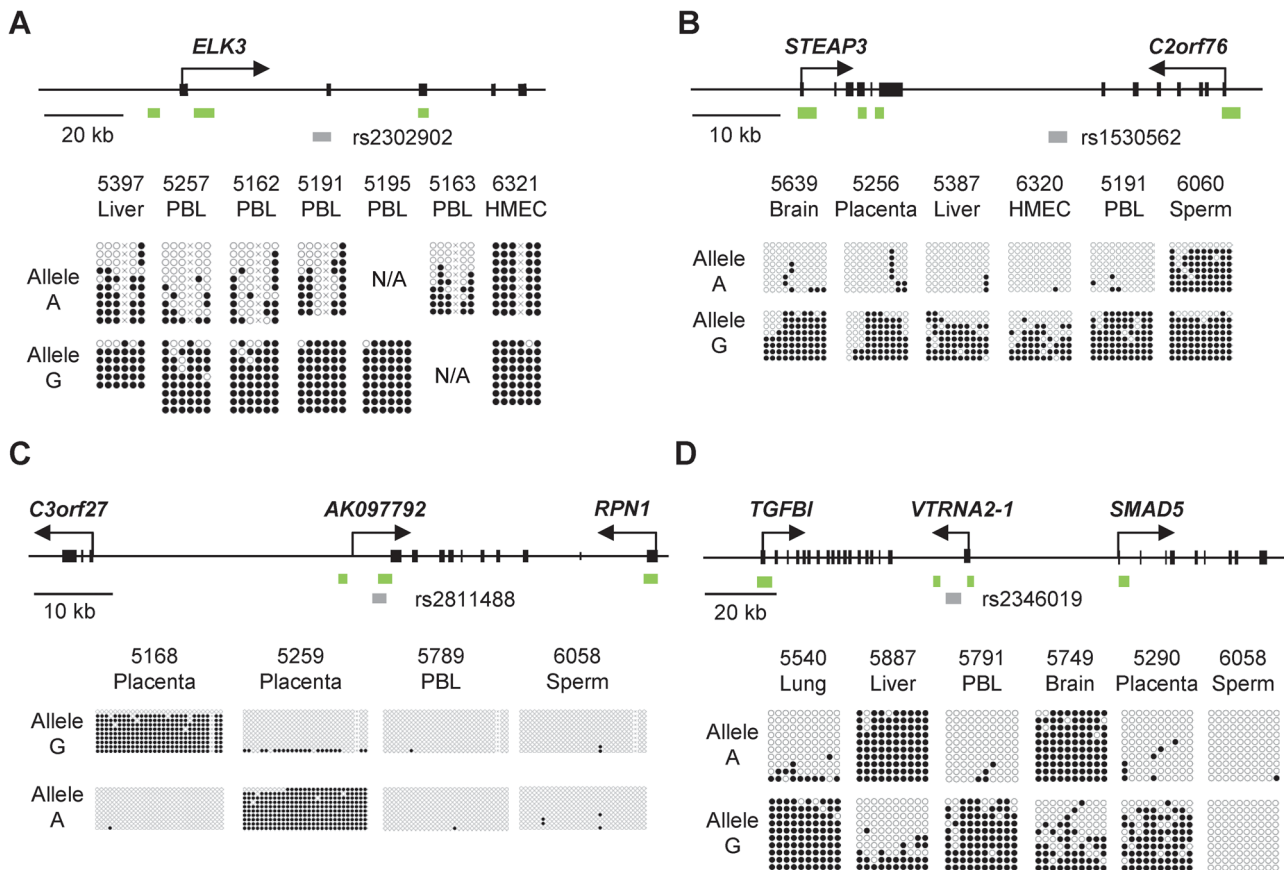 A
ELK3
20 kb
rs2302902
5397 5257 5162 5191 5195 5163 6321
Liver PBL PBL PBL PBL PBL HMEC
Allele
A
N/A
Allele
G
N/A
B
STEAP3 C2orf76
10 kb
rs1530562
5639 5256 5387 6320 5191 6060
Brain Placenta Liver HMEC PBL Sperm
Allele
A
Allele
G
C
C3orf27 AK097792 RPN1
10 kb
rs2811488
5168 5259 5789 6058
Placenta Placenta PBL Sperm
Allele
G
Allele
A
D
TGFBI VTRNA2-1 SMAD5
20 kb
rs2346019
5540 5887 5791 5749 5290 6058
Lung Liver PBL Brain Placenta Sperm
Allele
A
Allele
G